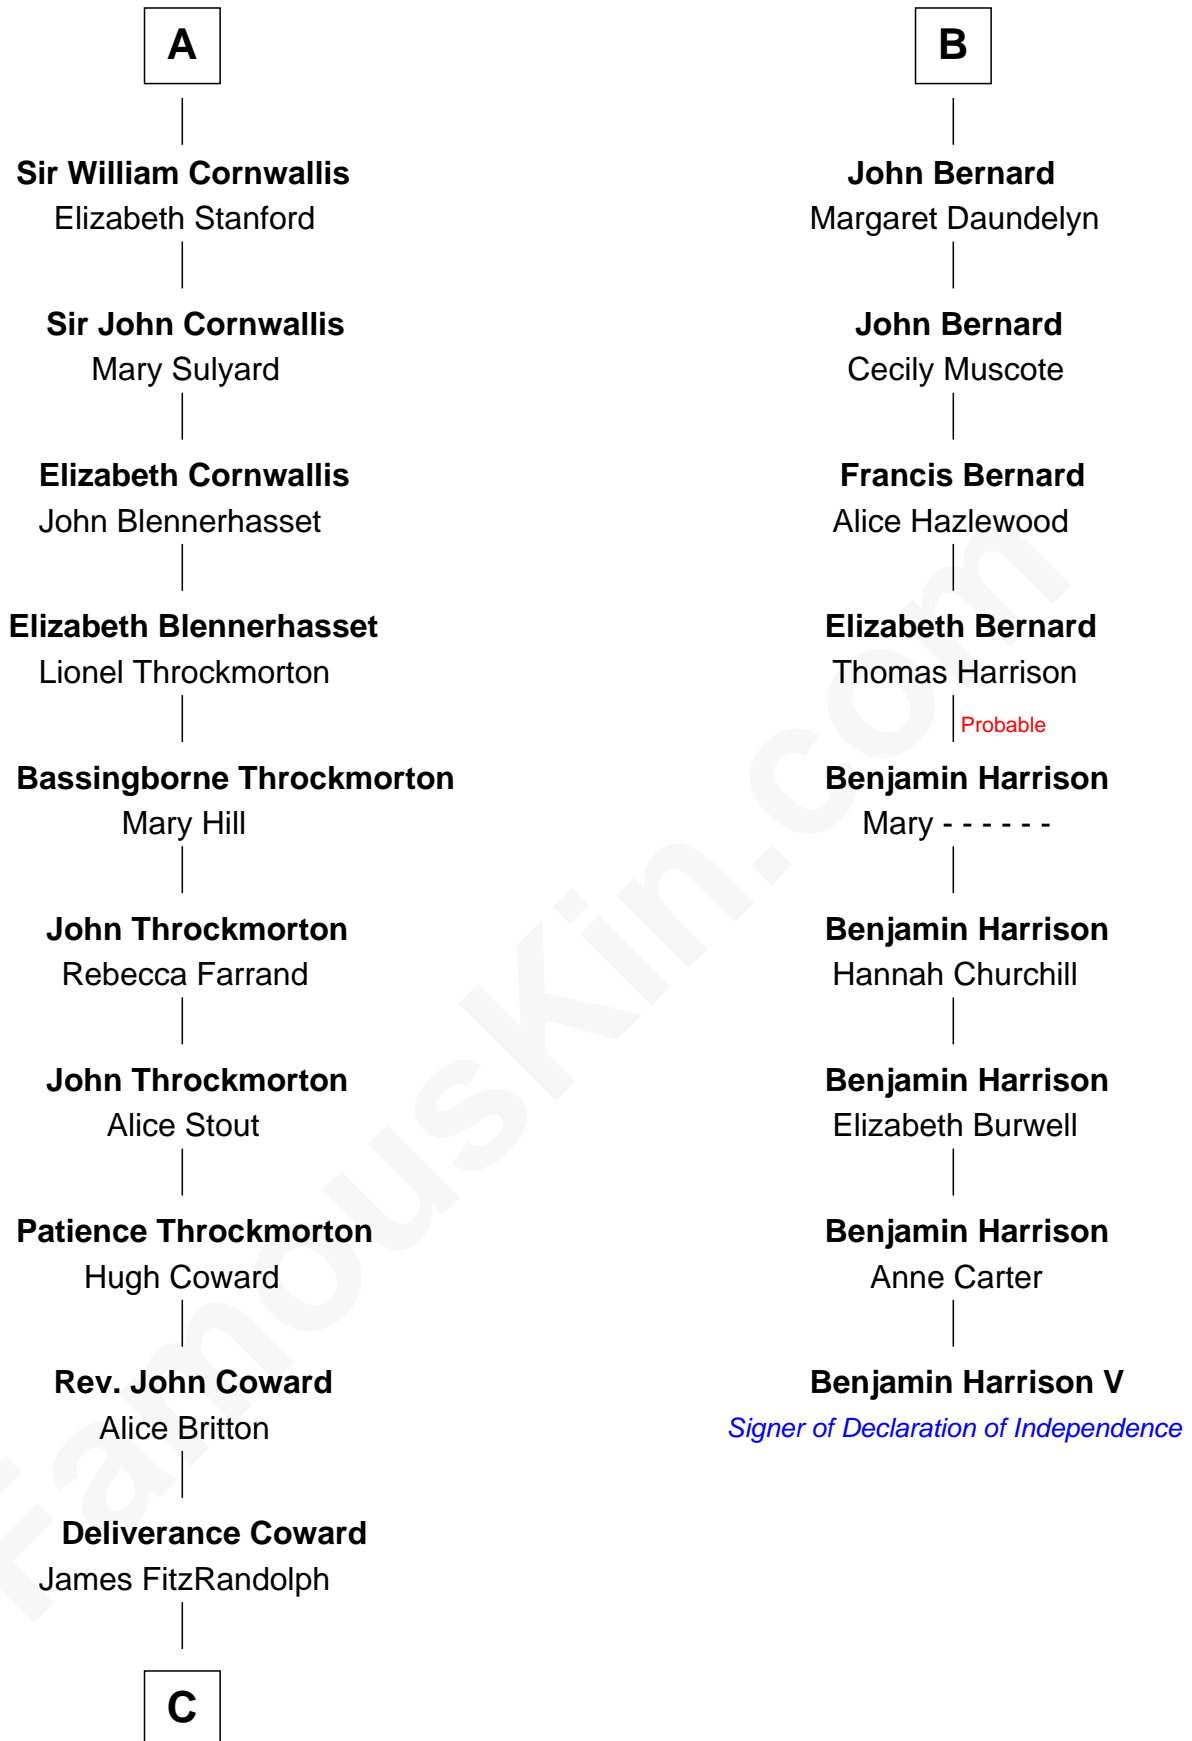 A
Sir William Cornwallis
Elizabeth Stanford
Sir John Cornwallis
Mary Sulyard
Elizabeth Cornwallis
John Blennerhasset
Elizabeth Blennerhasset
Lionel Throckmorton
Bassingborne Throckmorton
Mary Hill
John Throckmorton
Rebecca Farrand
John Throckmorton
Alice Stout
Patience Throckmorton
Hugh Coward
Rev. John Coward
Alice Britton
Deliverance Coward
James FitzRandolph
C
B
John Bernard
Margaret Daundelyn
John Bernard
Cecily Muscote
Francis Bernard
Alice Hazlewood
Elizabeth Bernard
Thomas Harrison
Probable
Benjamin Harrison
Mary - - - - - -
Benjamin Harrison
Hannah Churchill
Benjamin Harrison
Elizabeth Burwell
Benjamin Harrison
Anne Carter
Benjamin Harrison V
Signer of Declaration of Independence
FamousKin.com